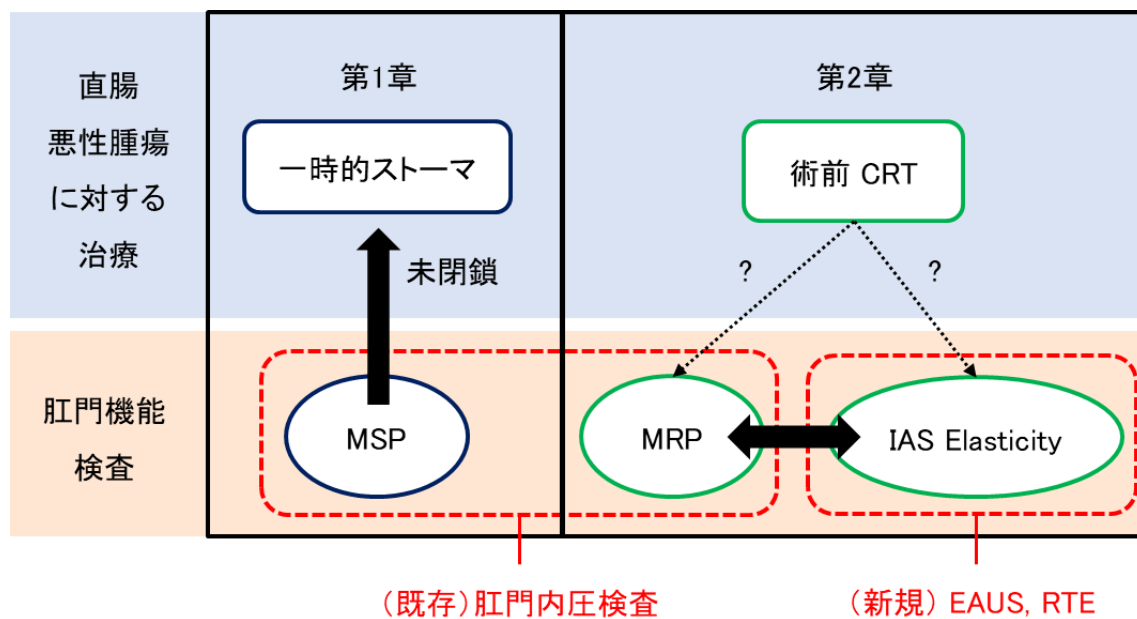 直腸
悪性腫瘍
に対する
治療
第1章
第2章
一時的ストーマ
術前 CRT
未閉鎖
?
?
肛門機能
検査
MSP
MRP
IAS Elasticity
（既存）肛門内圧検査
（新規） EAUS, RTE